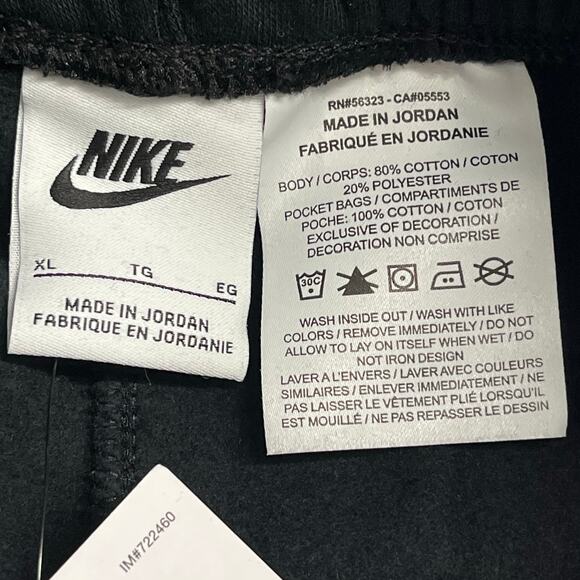 NIKE
XL TG EG
MADE IN JORDAN
FABRIQUE EN JORDANIE
RN#56323 - CA#05553
MADE IN JORDAN
FABRIQUÉ EN JORDANIE
BODY / CORPS: 80% COTTON / COTON
20% POLYESTER
POCKET BAGS / COMPARTIMENTS DE
POCHE: 100% COTTON / COTON
EXCLUSIVE OF DECORATION /
DECORATION NON COMPRISE
30C
WASH INSIDE OUT / WASH WITH LIKE
COLORS / REMOVE IMMEDIATELY / DO NOT
ALLOW TO LAY ON ITSELF WHEN WET / DO
NOT IRON DESIGN
LAVER A L'ENVERS / LAVER AVEC COULEURS
SIMILAIRES / ENLEVER IMMEDIATEMENT / NE
PAS LAISSER LE VÊTEMENT PLIÉ LORSQU'IL
EST MOUILLÉ / NE PAS REPASSER LE DESSIN
IM#722460